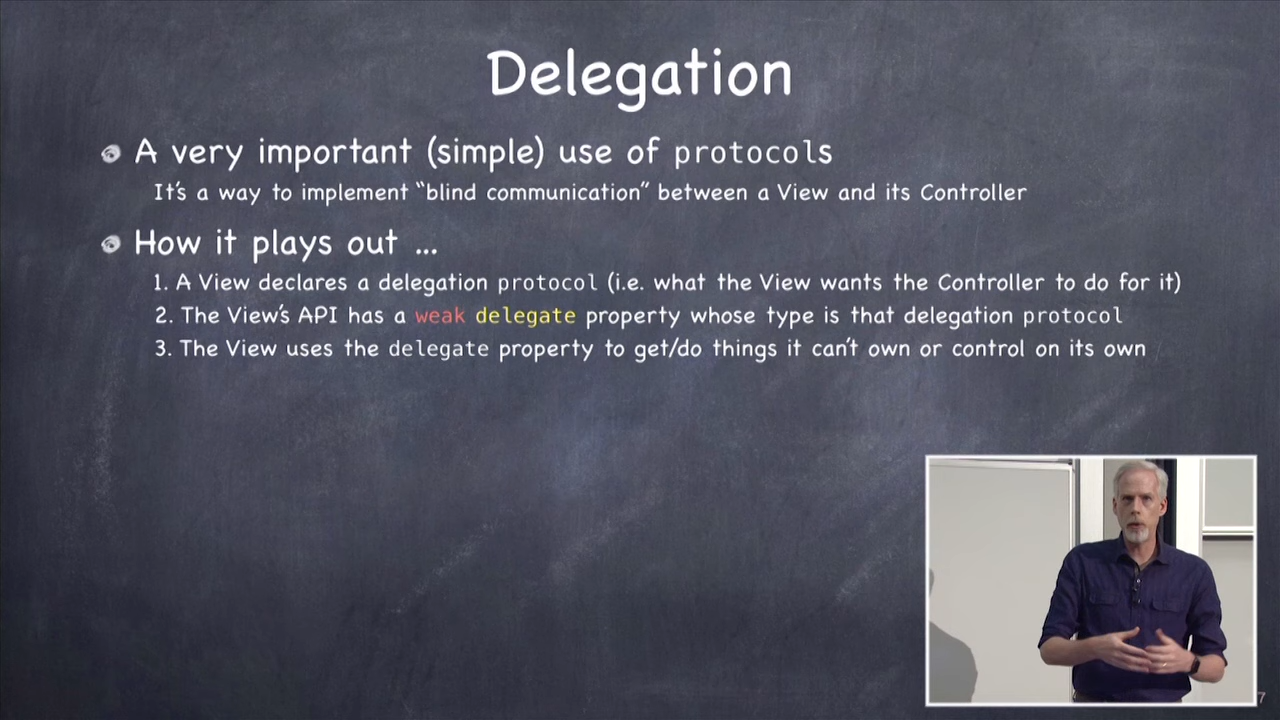 Delegation
A very important (simple) use of protocols
It's a way to implement “blind communication” between a View and its Controller
How it plays out ...
1. A View declares a delegation protocol (i.e. what the View wants the Controller to do for it)
2. The View's API has a weak delegate property whose type is that delegation protocol
3. The View uses the delegate property to get/do things it can't own or control on its own